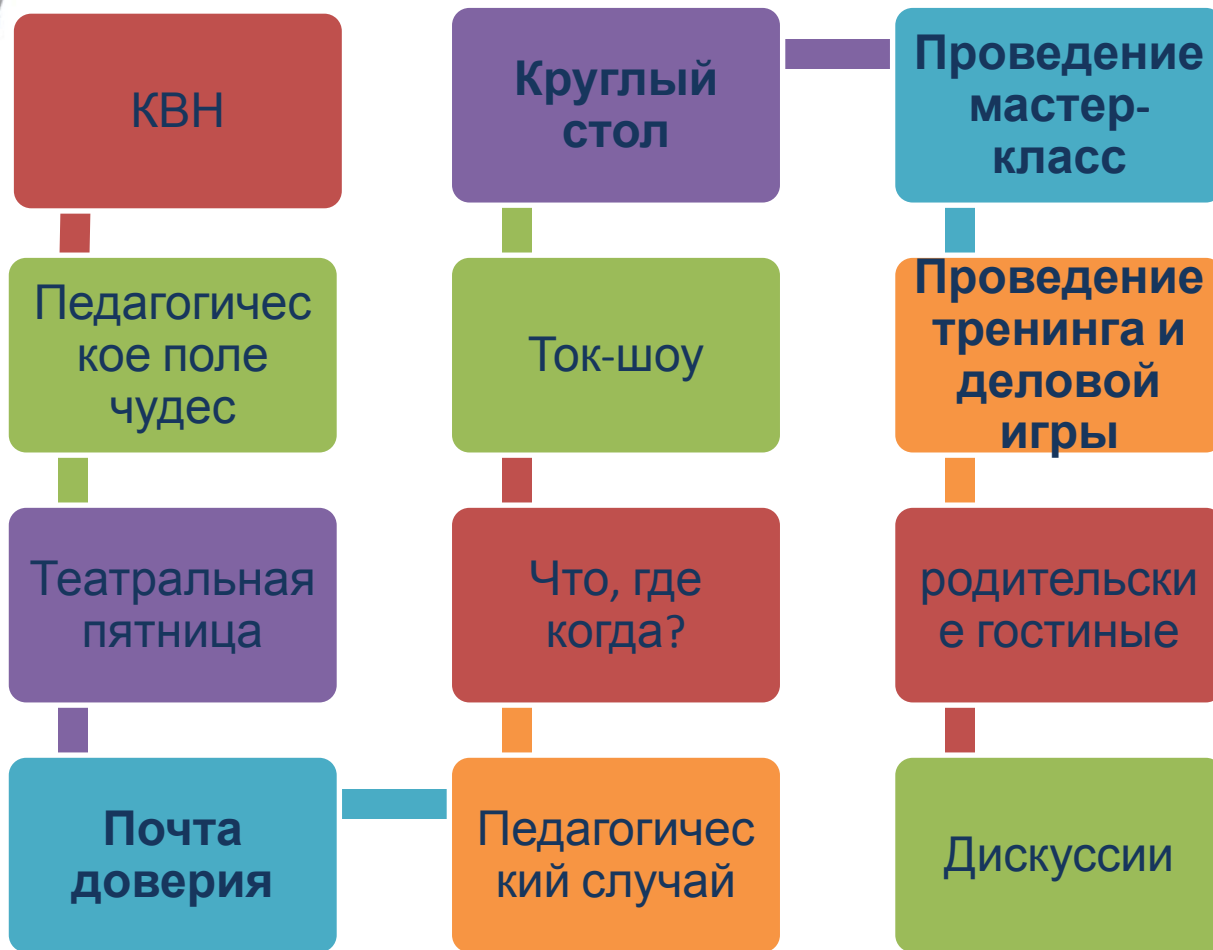 КВН
Педагогичес
кое поле
чудес
Театральная
пятница
Почта
доверия
Педагогичес
кий случай
Что, где
когда?
Ток-шоу
Круглый
стол
Проведение
мастер-
класс
Проведение
тренинга и
деловой
игры
родительски
е гостиные
Дискуссии